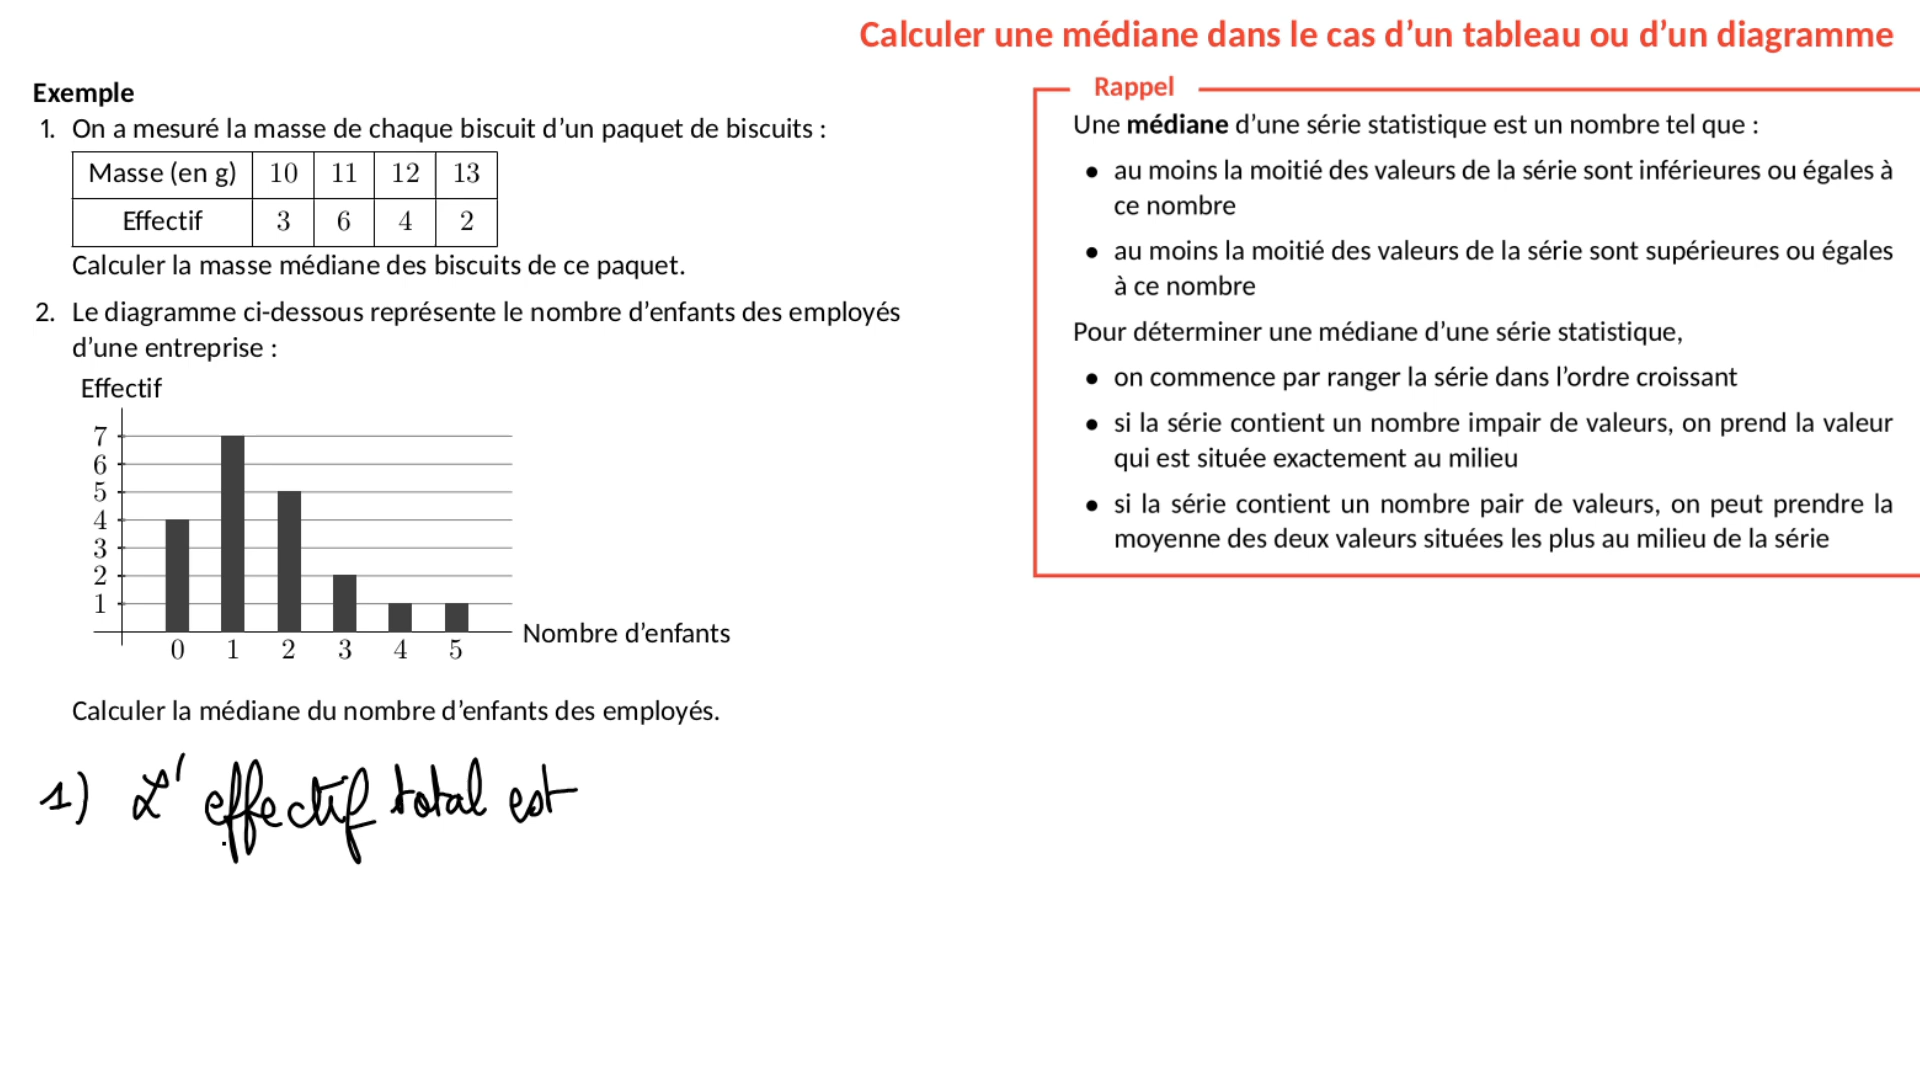 Calculer une médiane dans le cas d’un tableau ou d’un diagramme
Exemple
1. On a mesuré la masse de chaque biscuit d’un paquet de biscuits :
Masse (en g) 10 11 12 13
Effectif 3 6 4 2
Calculer la masse médiane des biscuits de ce paquet.
2. Le diagramme ci-dessous représente le nombre d’enfants des employés
d’une entreprise :
Effectif
7
6
5
4
3
2
1
0 1 2 3 4 5
Nombre d’enfants
Calculer la médiane du nombre d’enfants des employés.
1) L' effectif total est
Rappel
Une médiane d’une série statistique est un nombre tel que :
• au moins la moitié des valeurs de la série sont inférieures ou égales à
ce nombre
• au moins la moitié des valeurs de la série sont supérieures ou égales
à ce nombre
Pour déterminer une médiane d’une série statistique,
• on commence par ranger la série dans l’ordre croissant
• si la série contient un nombre impair de valeurs, on prend la valeur
qui est située exactement au milieu
• si la série contient un nombre pair de valeurs, on peut prendre la
moyenne des deux valeurs situées les plus au milieu de la série